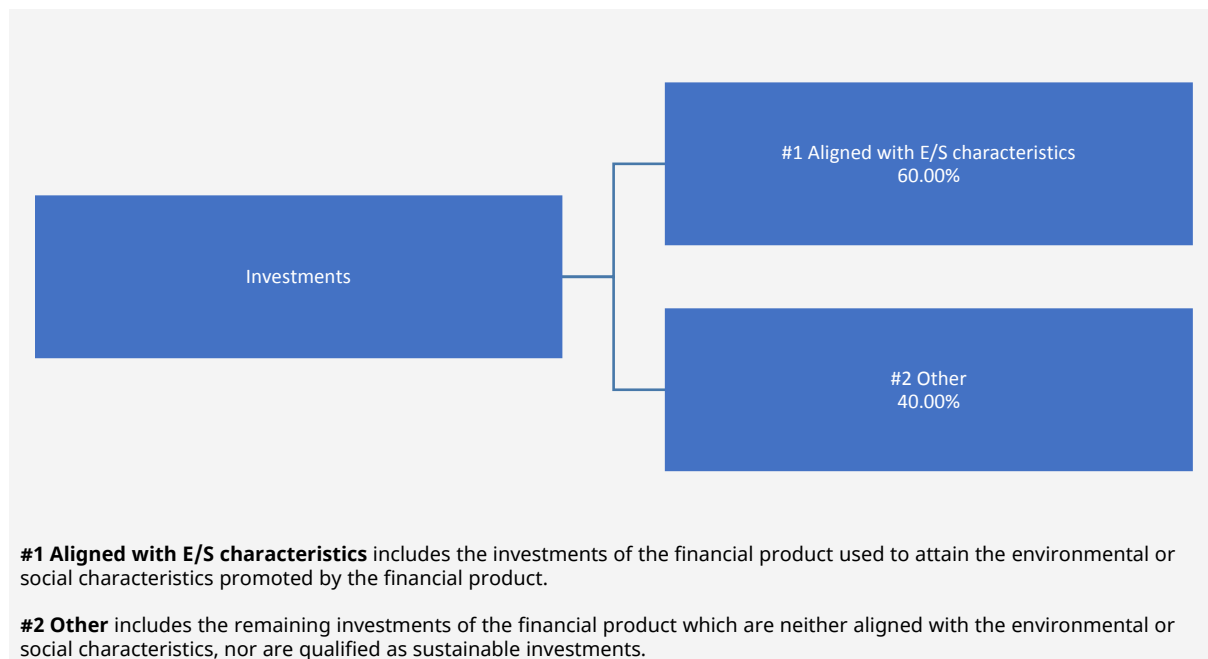 #1 Aligned with E/S characteristics
60.00%
Investments
#2 Other
40.00%
#1 Aligned with E/S characteristics includes the investments of the financial product used to attain the environmental or
social characteristics promoted by the financial product.
#2 Other includes the remaining investments of the financial product which are neither aligned with the environmental or
social characteristics, nor are qualified as sustainable investments.